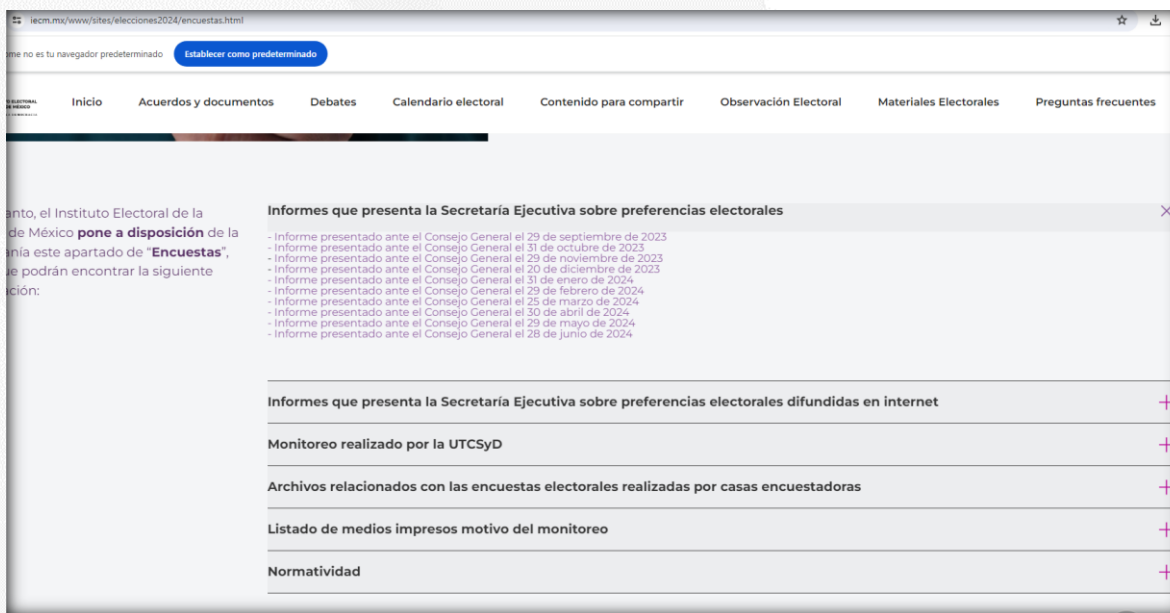 iecm.mx/www/sites/elecciones2024/encuestas.html
ome no es tu navegador predeterminado Establecer como predeterminado
Inicio Acuerdos y documentos Debates Calendario electoral Contenido para compartir Observación Electoral Materiales Electorales Preguntas frecuentes
anto, el Instituto Electoral de la
de México pone a disposición de la
anía este apartado de “Encuestas”,
ue podrán encontrar la siguiente
ación:
Informes que presenta la Secretaría Ejecutiva sobre preferencias electorales
- Informe presentado ante el Consejo General el 29 de septiembre de 2023
- Informe presentado ante el Consejo General el 31 de octubre de 2023
- Informe presentado ante el Consejo General el 29 de noviembre de 2023
- Informe presentado ante el Consejo General el 20 de diciembre de 2023
- Informe presentado ante el Consejo General el 31 de enero de 2024
- Informe presentado ante el Consejo General el 29 de febrero de 2024
- Informe presentado ante el Consejo General el 25 de marzo de 2024
- Informe presentado ante el Consejo General el 30 de abril de 2024
- Informe presentado ante el Consejo General el 29 de mayo de 2024
- Informe presentado ante el Consejo General el 28 de junio de 2024
Informes que presenta la Secretaría Ejecutiva sobre preferencias electorales difundidas en internet
Monitoreo realizado por la UTCSyD
Archivos relacionados con las encuestas electorales realizadas por casas encuestadoras
Listado de medios impresos motivo del monitoreo
Normatividad